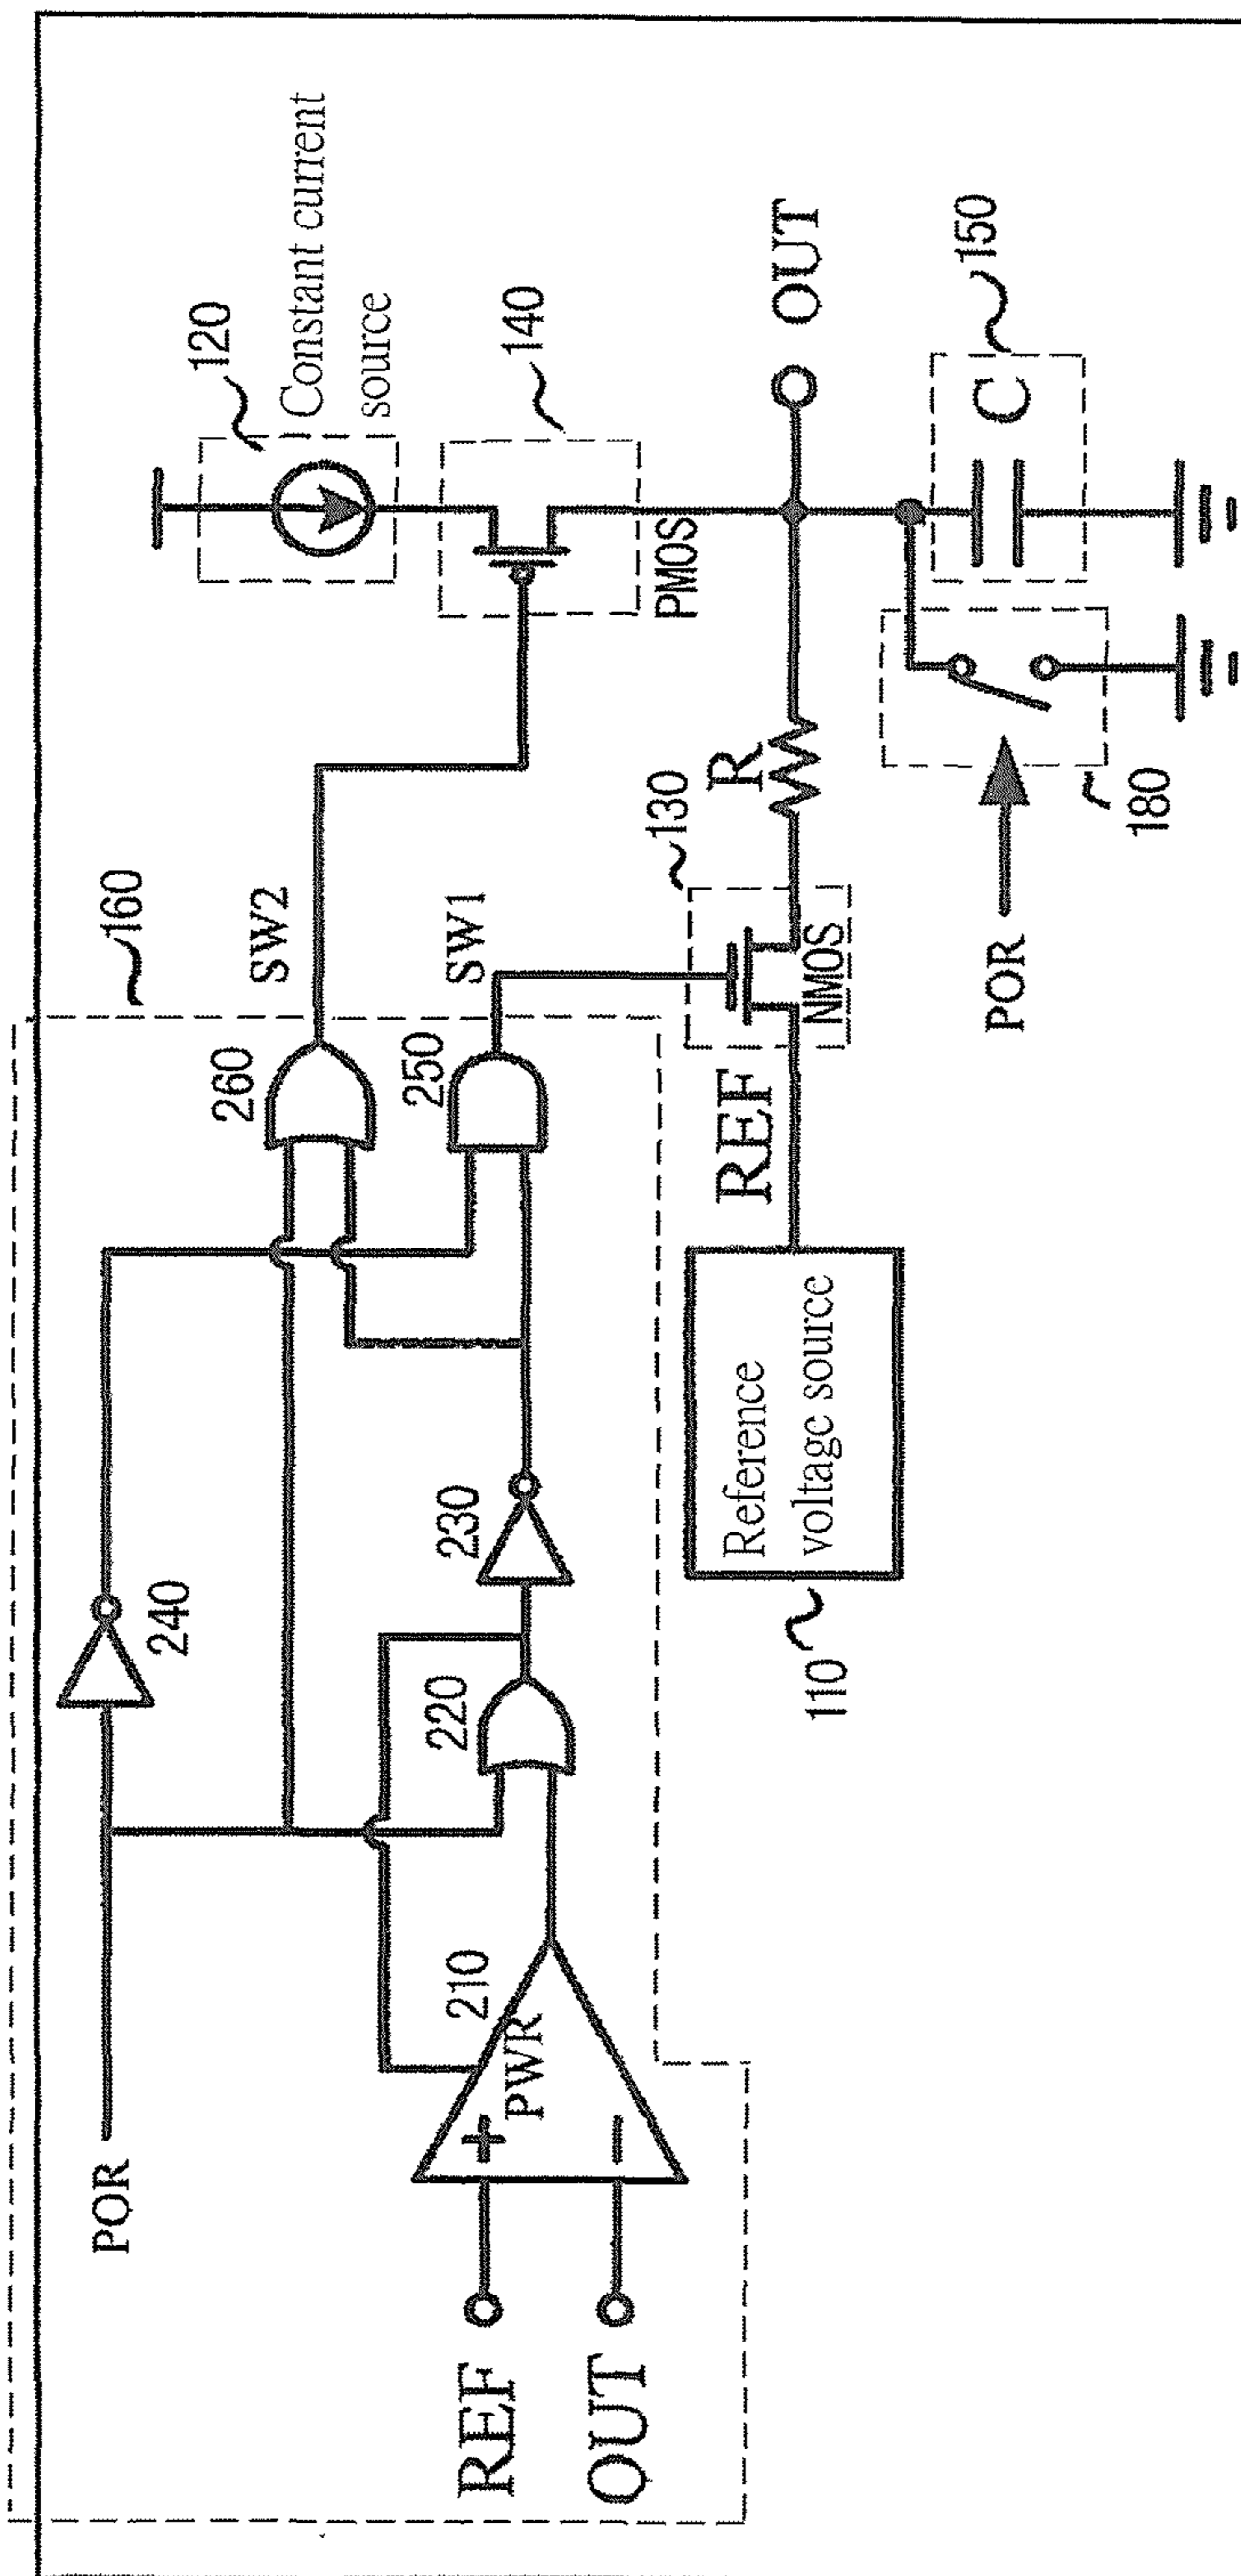 160
POR
240
SW2
260
120
Constant current
source
REF
+
PWR
210
220
230
250
SW1
140
PMOS
OUT
−
130
R
OUT
110
Reference
voltage source
REF
NMOS
C
150
POR
180